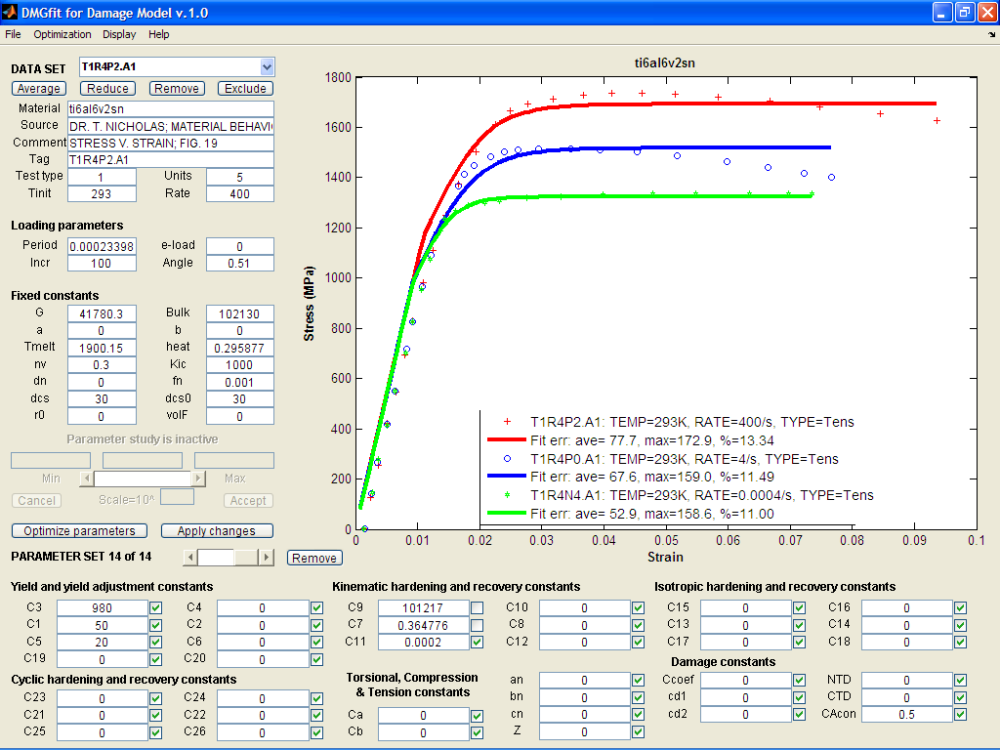 DMGfit for Damage Model v.1.0
File Optimization Display Help
DATA SET T1R4P2.A1
Average Reduce Remove Exclude
Material ti6al6v2sn
Source DR. T. NICHOLAS; MATERIAL BEHAVI
Comment STRESS V. STRAIN; FIG. 19
Tag T1R4P2.A1
Test type 1 Units 5
Tinit 293 Rate 400
Loading parameters
Period 0.00023398 e-load 0
Incr 100 Angle 0.51
Fixed constants
G 41780.3 Bulk 102130
a 0 b 0
Tmelt 1900.15 heat 0.295877
nv 0.3 Kic 1000
dn 0 fn 0.001
dcs 30 dcs0 30
r0 0 volF 0
Parameter study is inactive
Min Max
Cancel Scale=10^ Accept
Optimize parameters Apply changes
PARAMETER SET 14 of 14 Remove
ti6al6v2sn
1800
1600
1400
1200
1000
800
600
400
200
0
Stress (MPa)
0 0.01 0.02 0.03 0.04 0.05 0.06 0.07 0.08 0.09 0.1
Strain
T1R4P2.A1: TEMP=293K, RATE=400/s, TYPE=Tens
Fit err: ave= 77.7, max=172.9, %=13.34
T1R4P0.A1: TEMP=293K, RATE=4/s, TYPE=Tens
Fit err: ave= 67.6, max=159.0, %=11.49
T1R4N4.A1: TEMP=293K, RATE=0.0004/s, TYPE=Tens
Fit err: ave= 52.9, max=158.6, %=11.00
Yield and yield adjustment constants
C3 980 C4 0
C1 50 C2 0
C5 20 C6 0
C19 0 C20 0
Cyclic hardening and recovery constants
C23 0 C24 0
C21 0 C22 0
C25 0 C26 0
Kinematic hardening and recovery constants
C9 101217 C10 0
C7 0.364776 C8 0
C11 0.0002 C12 0
Torsional, Compression
& Tension constants
Ca 0
Cb 0
an 0
bn 0
cn 0
Z 0
Isotropic hardening and recovery constants
C15 0 C16 0
C13 0 C14 0
C17 0 C18 0
Damage constants
Ccoef 0 NTD 0
cd1 0 CTD 0
cd2 0 CAcon 0.5